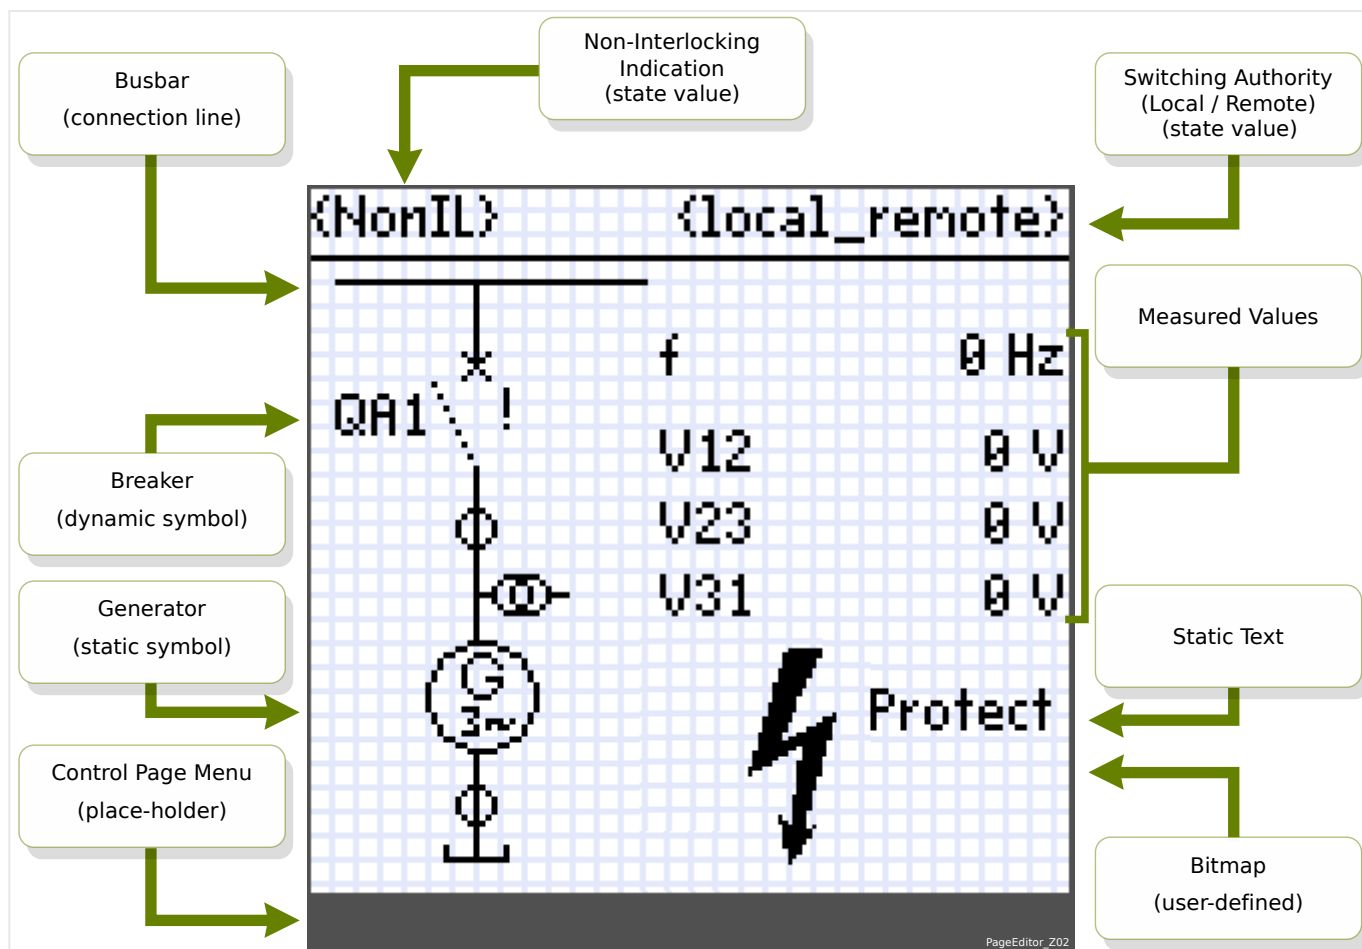 Non-Interlocking
Indication
(state value)
Busbar
(connection line)
Switching Authority
(Local / Remote)
(state value)
{NonIL} {local_remote}
Measured Values
f 0 Hz
QA1 !
V12 0 V
Breaker
(dynamic symbol)
V23 0 V
V31 0 V
Generator
(static symbol)
Static Text
G
3~
Protect
Control Page Menu
(place-holder)
Bitmap
(user-defined)
PageEditor_Z02